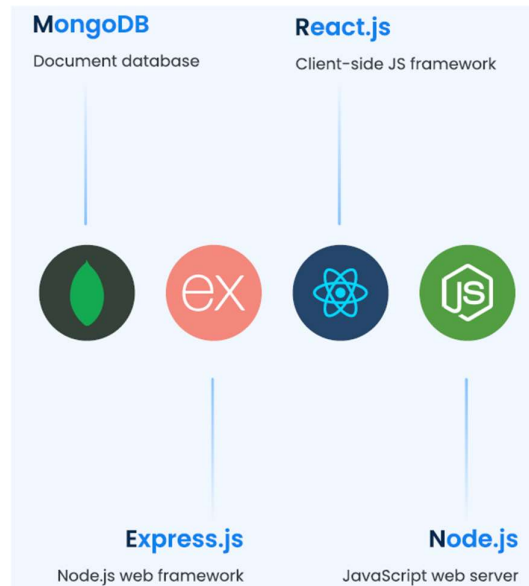 MongoDB
Document database
React.js
Client-side JS framework
ex
JS
Express.js
Node.js web framework
Node.js
JavaScript web server